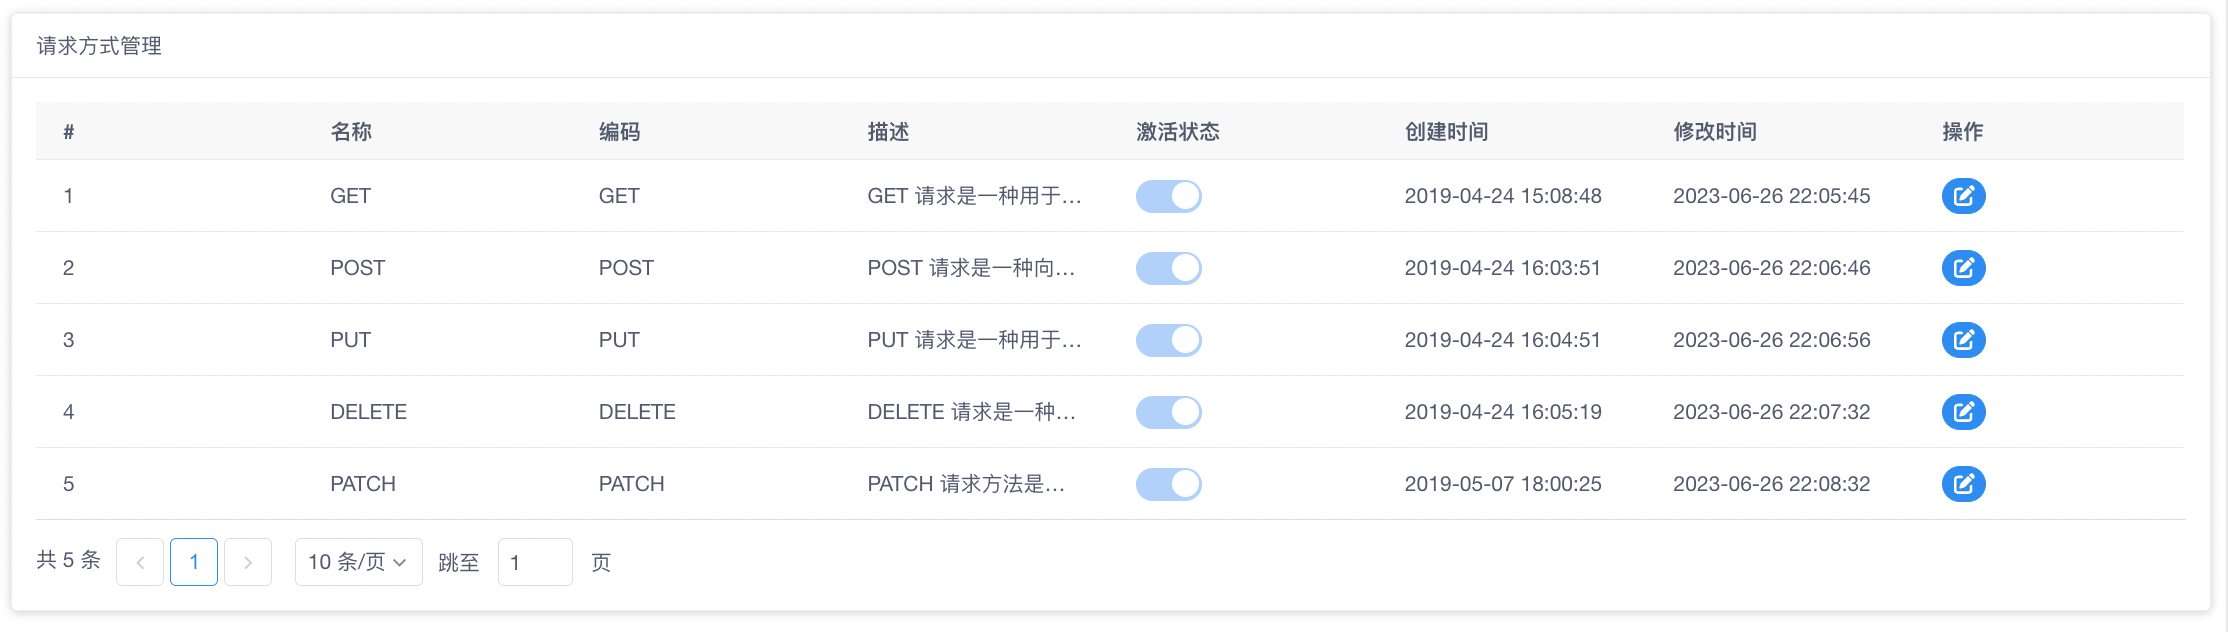 请求方式管理
# 名称 编码 描述 激活状态 创建时间 修改时间 操作
1 GET GET GET 请求是一种用于... 2019-04-24 15:08:48 2023-06-26 22:05:45
2 POST POST POST 请求是一种向... 2019-04-24 16:03:51 2023-06-26 22:06:46
3 PUT PUT PUT 请求是一种用于... 2019-04-24 16:04:51 2023-06-26 22:06:56
4 DELETE DELETE DELETE 请求是一种... 2019-04-24 16:05:19 2023-06-26 22:07:32
5 PATCH PATCH PATCH 请求方法是... 2019-05-07 18:00:25 2023-06-26 22:08:32
共 5 条 1 10 条/页 跳至 1 页